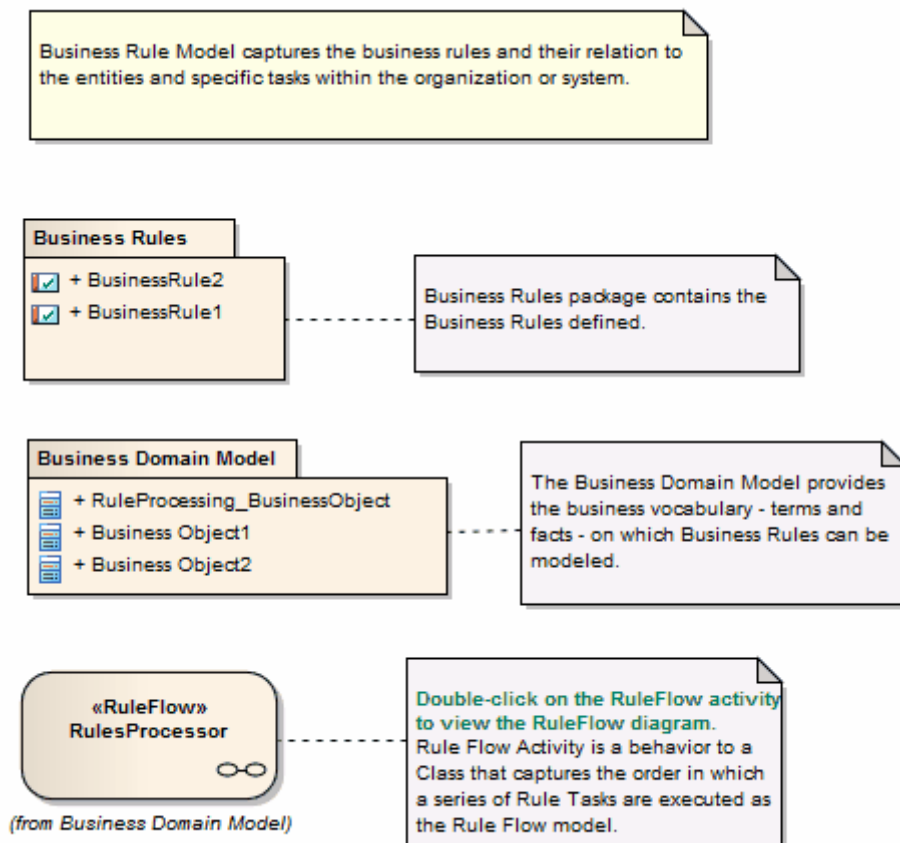 Business Rule Model captures the business rules and their relation to
the entities and specific tasks within the organization or system.
Business Rules
+ BusinessRule2
+ BusinessRule1
Business Rules package contains the
Business Rules defined.
Business Domain Model
+ RuleProcessing_BusinessObject
+ Business Object1
+ Business Object2
The Business Domain Model provides
the business vocabulary - terms and
facts - on which Business Rules can be
modeled.
«RuleFlow»
RulesProcessor
(from Business Domain Model)
Double-click on the RuleFlow activity
to view the RuleFlow diagram.
Rule Flow Activity is a behavior to a
Class that captures the order in which
a series of Rule Tasks are executed as
the Rule Flow model.